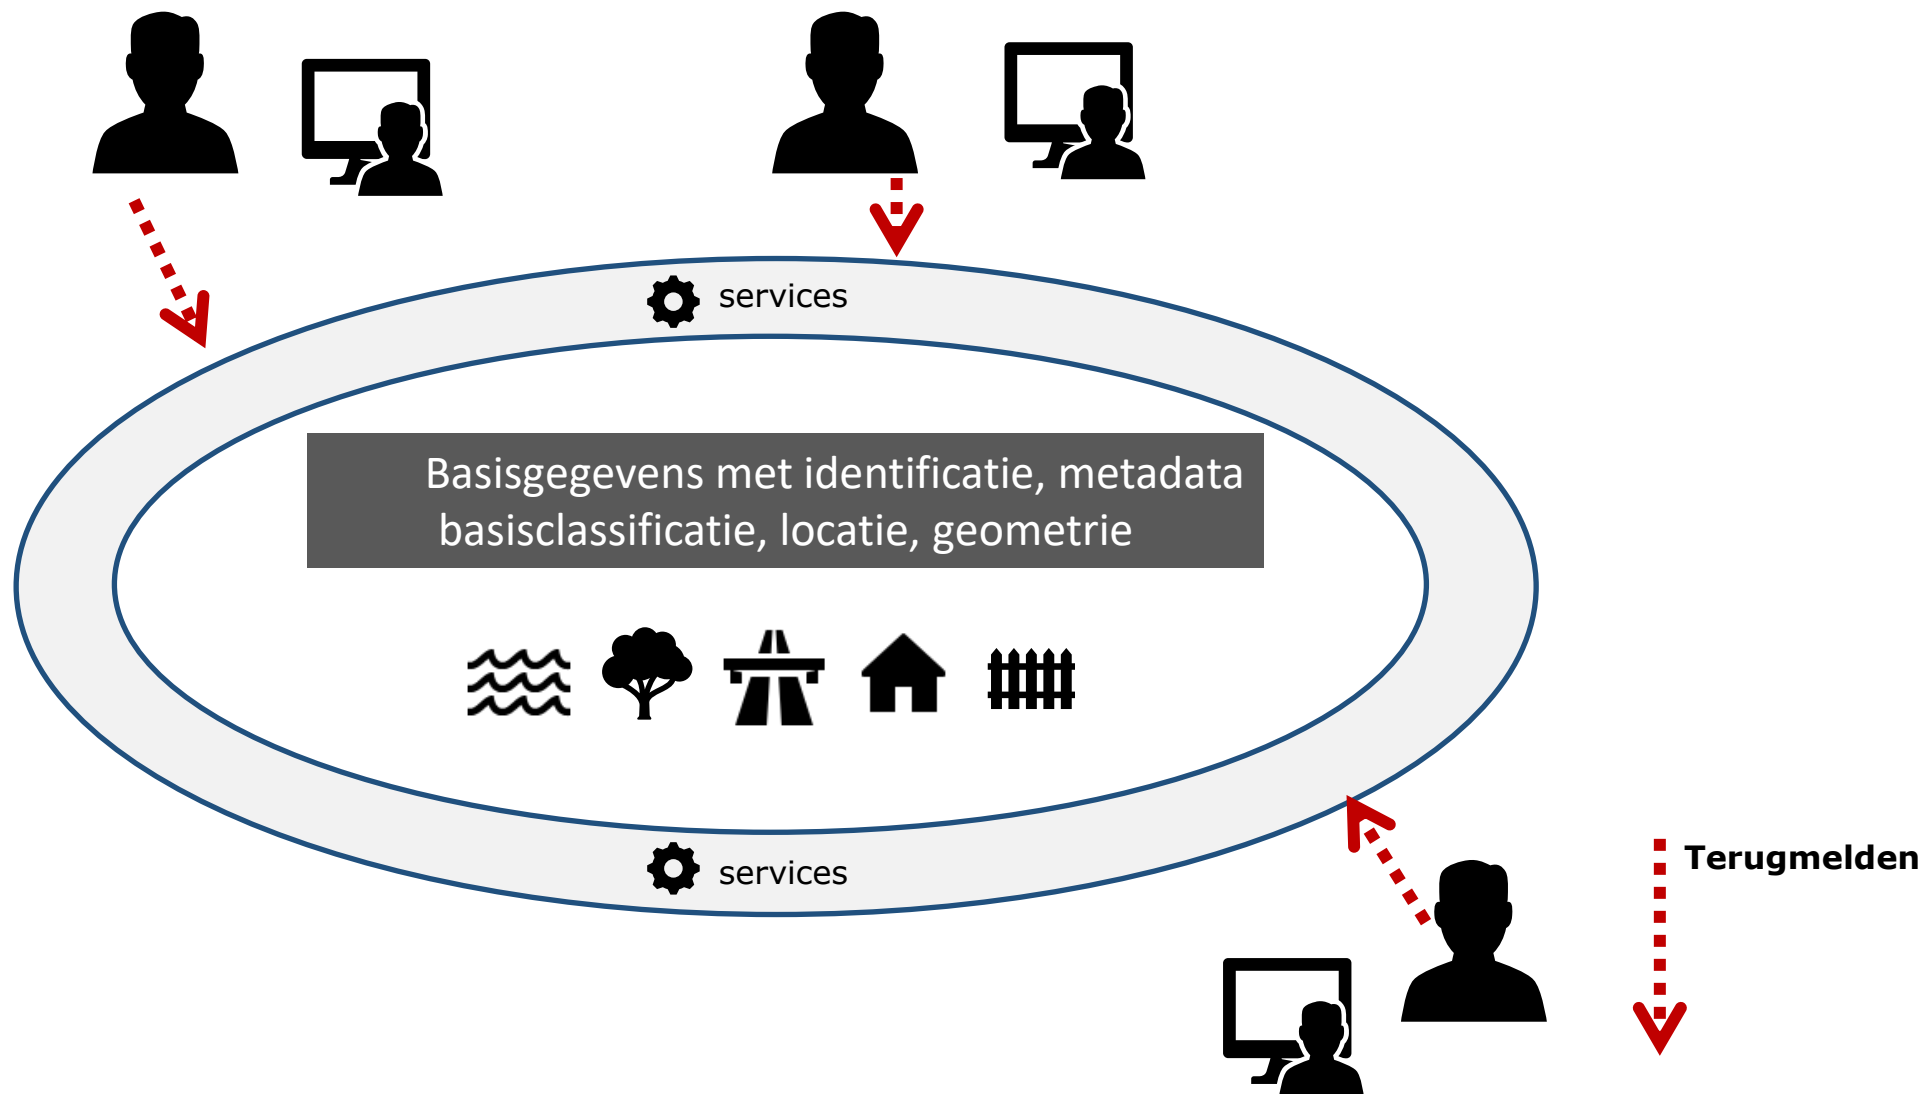 services
Basisgegevens met identificatie, metadata
basisclassificatie, locatie, geometrie
services
Terugmelden